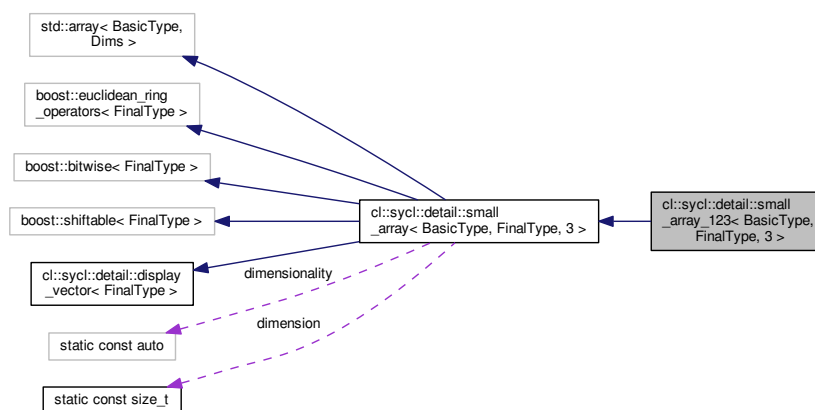 std::array< BasicType,
Dims >
boost::euclidean_ring
_operators< FinalType >
boost::bitwise< FinalType >
boost::shiftable< FinalType >
cl::sycl::detail::display
_vector< FinalType >
static const auto
static const size_t
dimensionality
dimension
cl::sycl::detail::small
_array< BasicType, FinalType, 3 >
cl::sycl::detail::small
_array_123< BasicType,
FinalType, 3 >